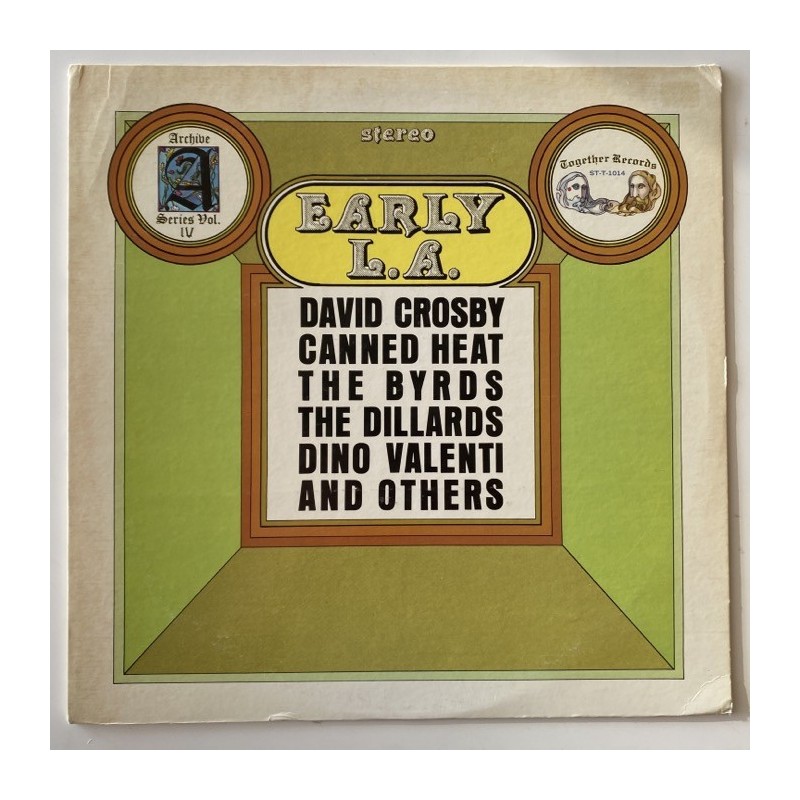 stereo
Archive
A
Series Vol.
IV
Together Records
ST-T-1014
EARLY
L.A.
DAVID CROSBY
CANNED HEAT
THE BYRDS
THE DILLARDS
DINO VALENTI
AND OTHERS